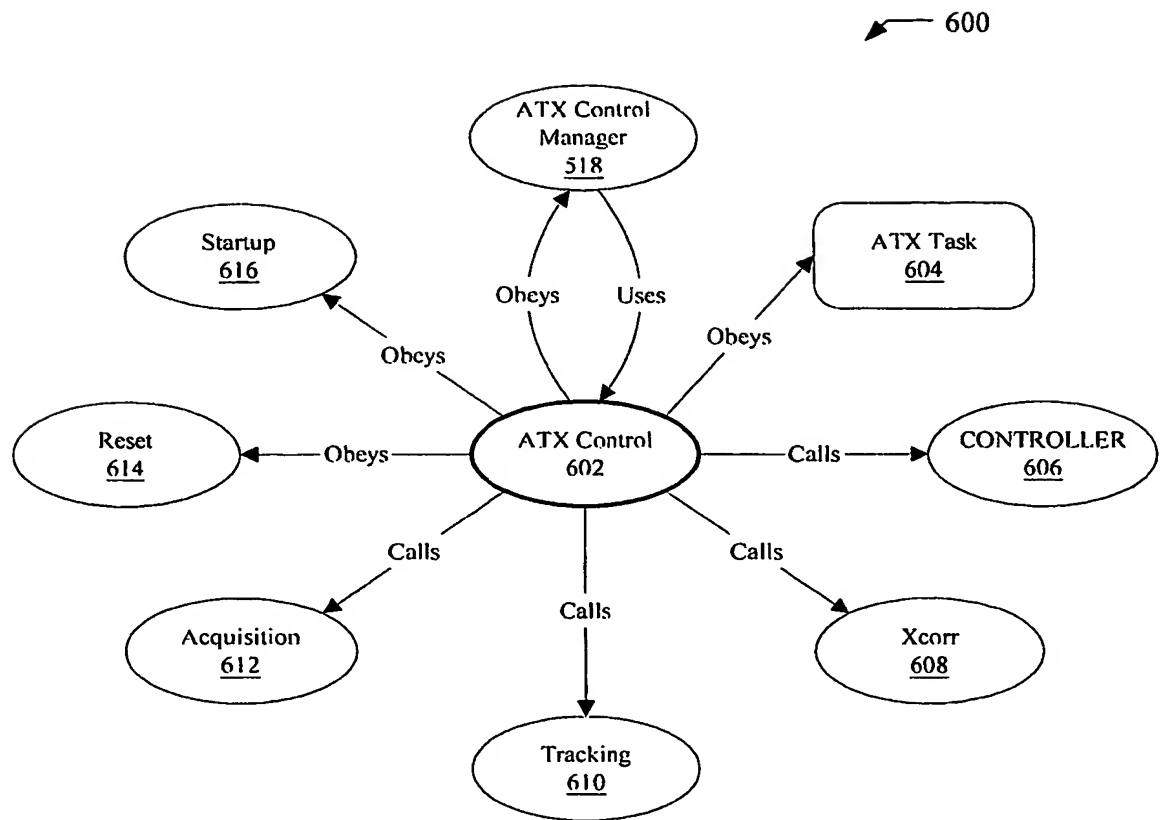 600
ATX Control
Manager
518
Startup
616
ATX Task
604
Obeys
Uses
Obeys
Obeys
Reset
614
Obeys
ATX Control
602
Calls
CONTROLLER
606
Calls
Calls
Calls
Acquisition
612
Xcorr
608
Tracking
610